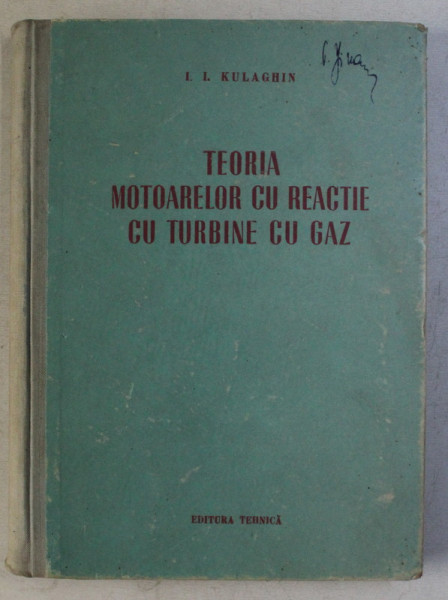 I. I. KULAGHIN
TEORIA
MOTOARELOR CU REACTIE
CU TURBINE CU GAZ
EDITURA TEHNICĂ